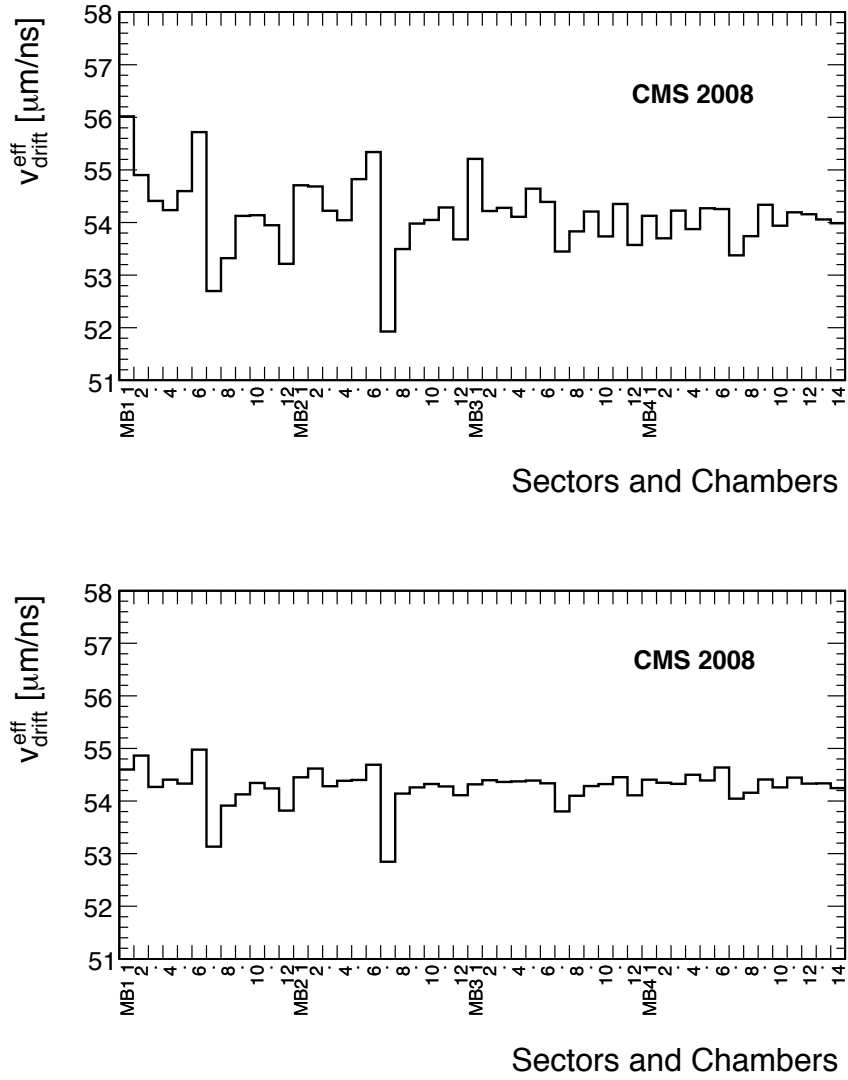 58
57
56
55
54
53
52
51
v_drift^eff [μm/ns]
CMS 2008
MB1 1 2 . 4 . 6 . 8 . 10 . 12 MB2 1 2 . 4 . 6 . 8 . 10 . 12 MB3 1 2 . 4 . 6 . 8 . 10 . 12 MB4 1 2 . 4 . 6 . 8 . 10 . 12 . 14
Sectors and Chambers
58
57
56
55
54
53
52
51
v_drift^eff [μm/ns]
CMS 2008
MB1 1 2 . 4 . 6 . 8 . 10 . 12 MB2 1 2 . 4 . 6 . 8 . 10 . 12 MB3 1 2 . 4 . 6 . 8 . 10 . 12 MB4 1 2 . 4 . 6 . 8 . 10 . 12 . 14
Sectors and Chambers